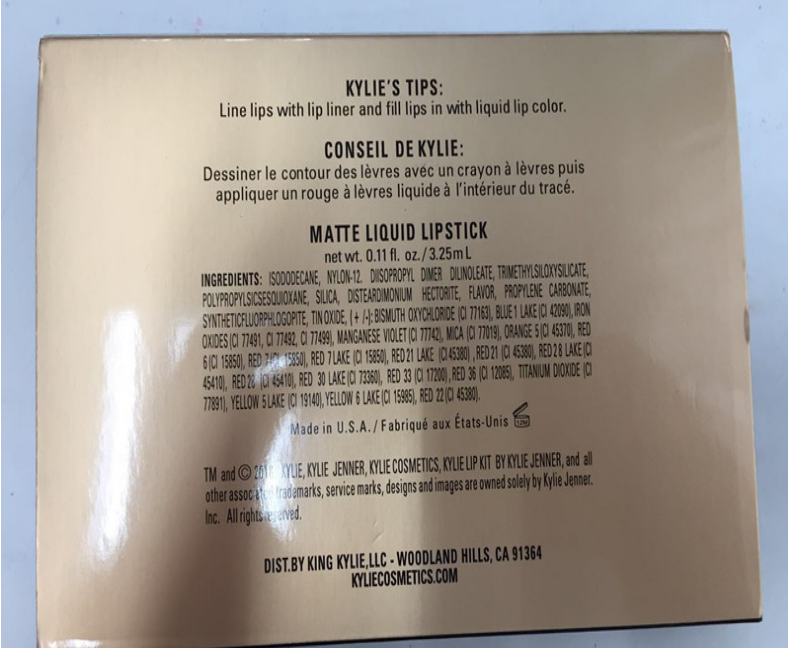 KYLIE'S TIPS:
Line lips with lip liner and fill lips in with liquid lip color.
CONSEIL DE KYLIE:
Dessiner le contour des lèvres avec un crayon à lèvres puis
appliquer un rouge à lèvres liquide à l'intérieur du tracé.
MATTE LIQUID LIPSTICK
net wt. 0.11 fl. oz./3.25mL
INGREDIENTS: ISODODECANE, NYLON-12. DIISOPROPYL DIMER DILINOLEATE, TRIMETHYLSILOXYSILICATE,
POLYPROPYLSICSESQUIOXANE, SILICA, DISTEARDIMONIUM HECTORITE, FLAVOR, PROPYLENE CARBONATE,
SYNTHETICFLUORPHLOGOPITE, TIN OXIDE, (+ /-): BISMUTH OXYCHLORIDE (CI 77163), BLUE 1 LAKE (CI 42090), IRON
OXIDES (CI 77491, CI 77492, CI 77499), MANGANESE VIOLET (CI 77742), MICA (CI 77019), ORANGE 5 (CI 45370), RED
6 (CI 15850), RED 7 (CI 15850), RED 7 LAKE (CI 15850), RED 21 LAKE (CI 45380), RED 21 (CI 45380), RED 28 LAKE (CI
45410), RED 28 (CI 45410), RED 30 LAKE (CI 73360), RED 33 (CI 17200), RED 36 (CI 12085), TITANIUM DIOXIDE (CI
77891), YELLOW 5 LAKE (CI 19140), YELLOW 6 LAKE (CI 15985), RED 22 (CI 45380).
Made in U.S.A. / Fabriqué aux États-Unis 12M
TM and © KYLIE, KYLIE JENNER, KYLIE COSMETICS, KYLIE LIP KIT BY KYLIE JENNER, and all
other associated trademarks, service marks, designs and images are owned solely by Kylie Jenner.
Inc. All rights reserved.
DIST.BY KING KYLIE,LLC - WOODLAND HILLS, CA 91364
KYLIECOSMETICS.COM